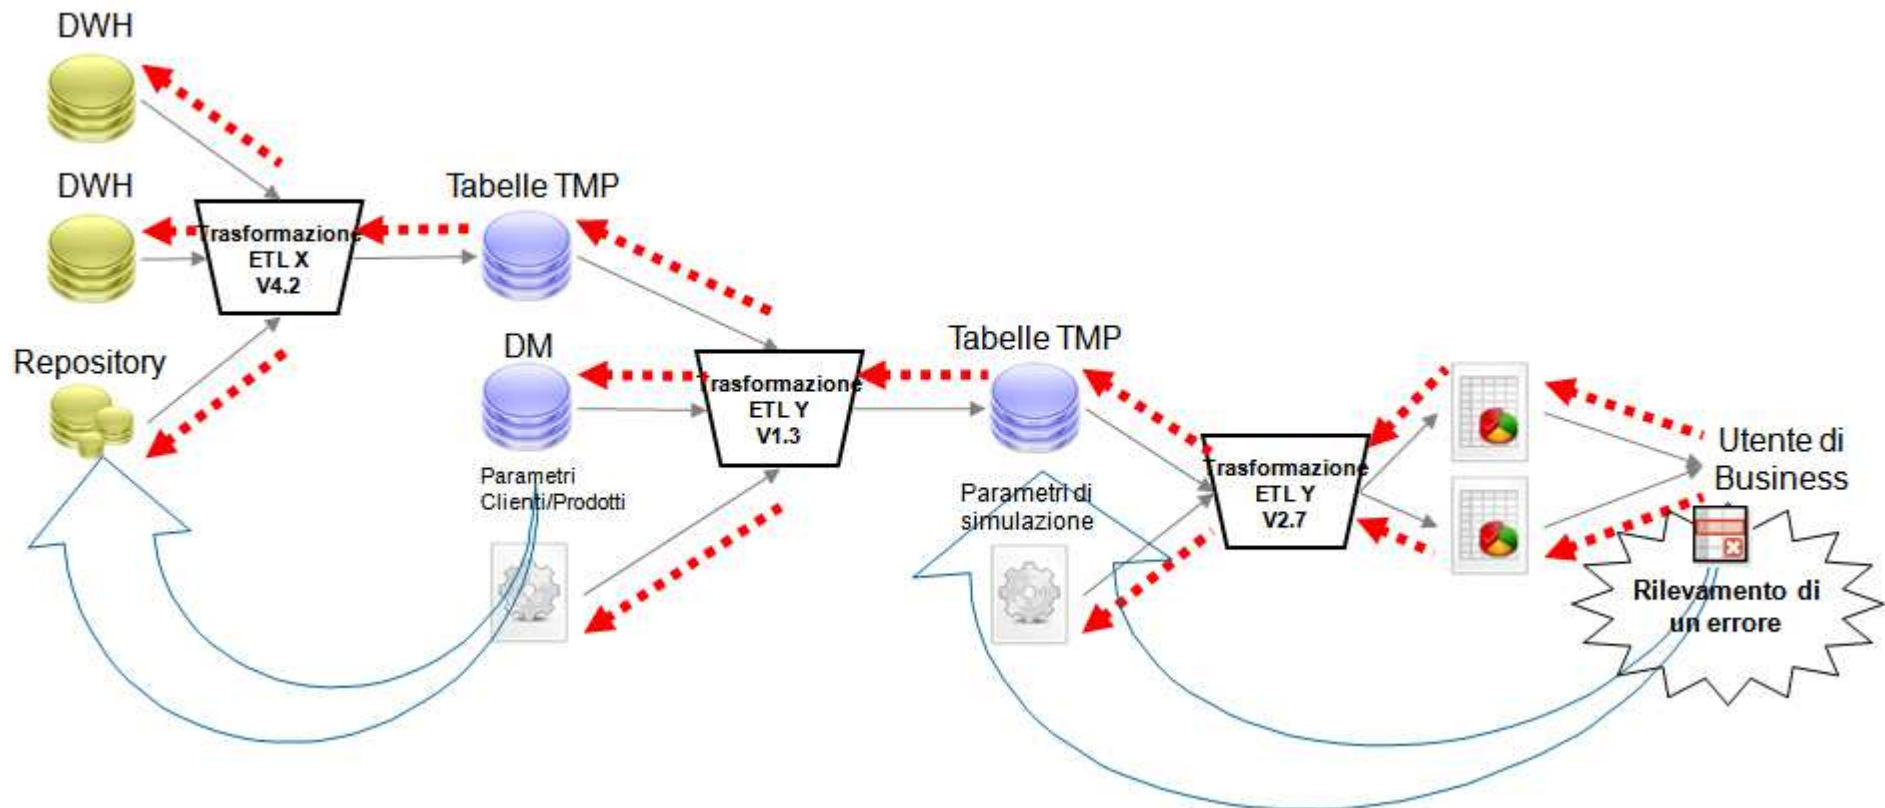 DWH
DWH
Trasformazione
ETL X
V4.2
Repository
Tabelle TMP
DM
Parametri
Clienti/Prodotti
Trasformazione
ETL Y
V1.3
Tabelle TMP
Parametri di
simulazione
Trasformazione
ETL Y
V2.7
Utente di
Business
Rilevamento di
un errore